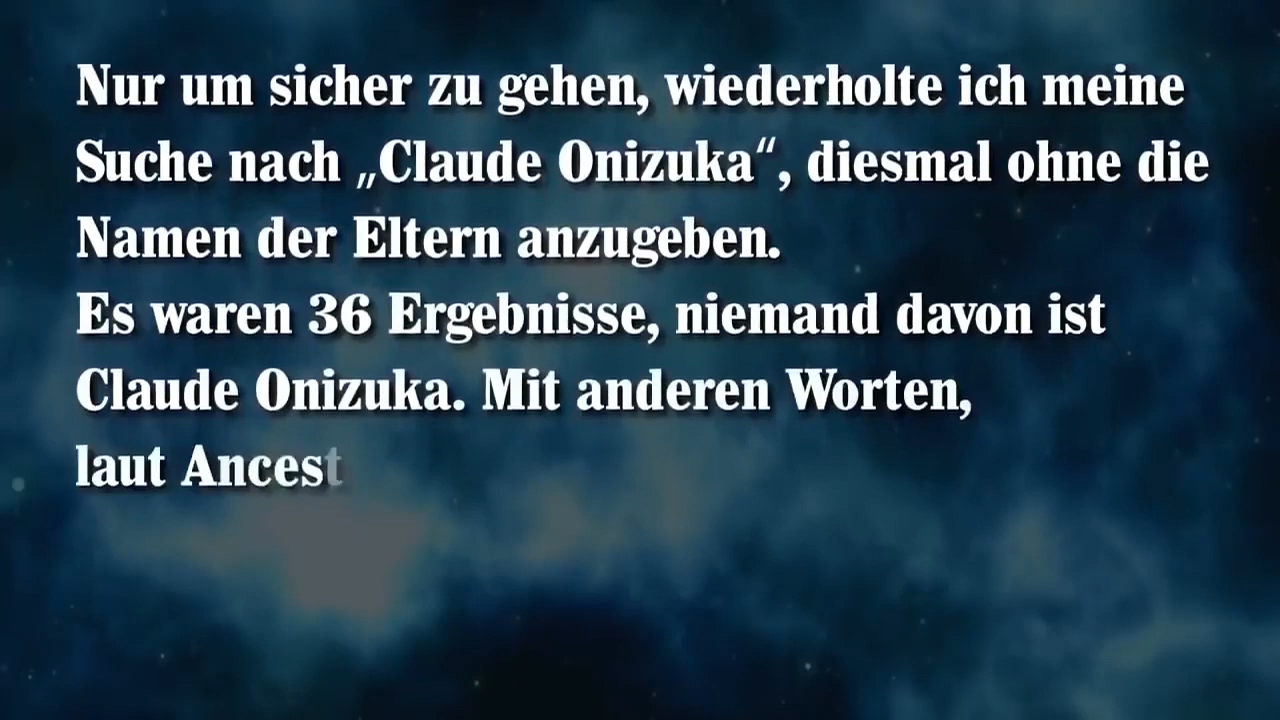 Nur um sicher zu gehen, wiederholte ich meine
Suche nach „Claude Onizuka“, diesmal ohne die
Namen der Eltern anzugeben.
Es waren 36 Ergebnisse, niemand davon ist
Claude Onizuka. Mit anderen Worten,
laut Ancest